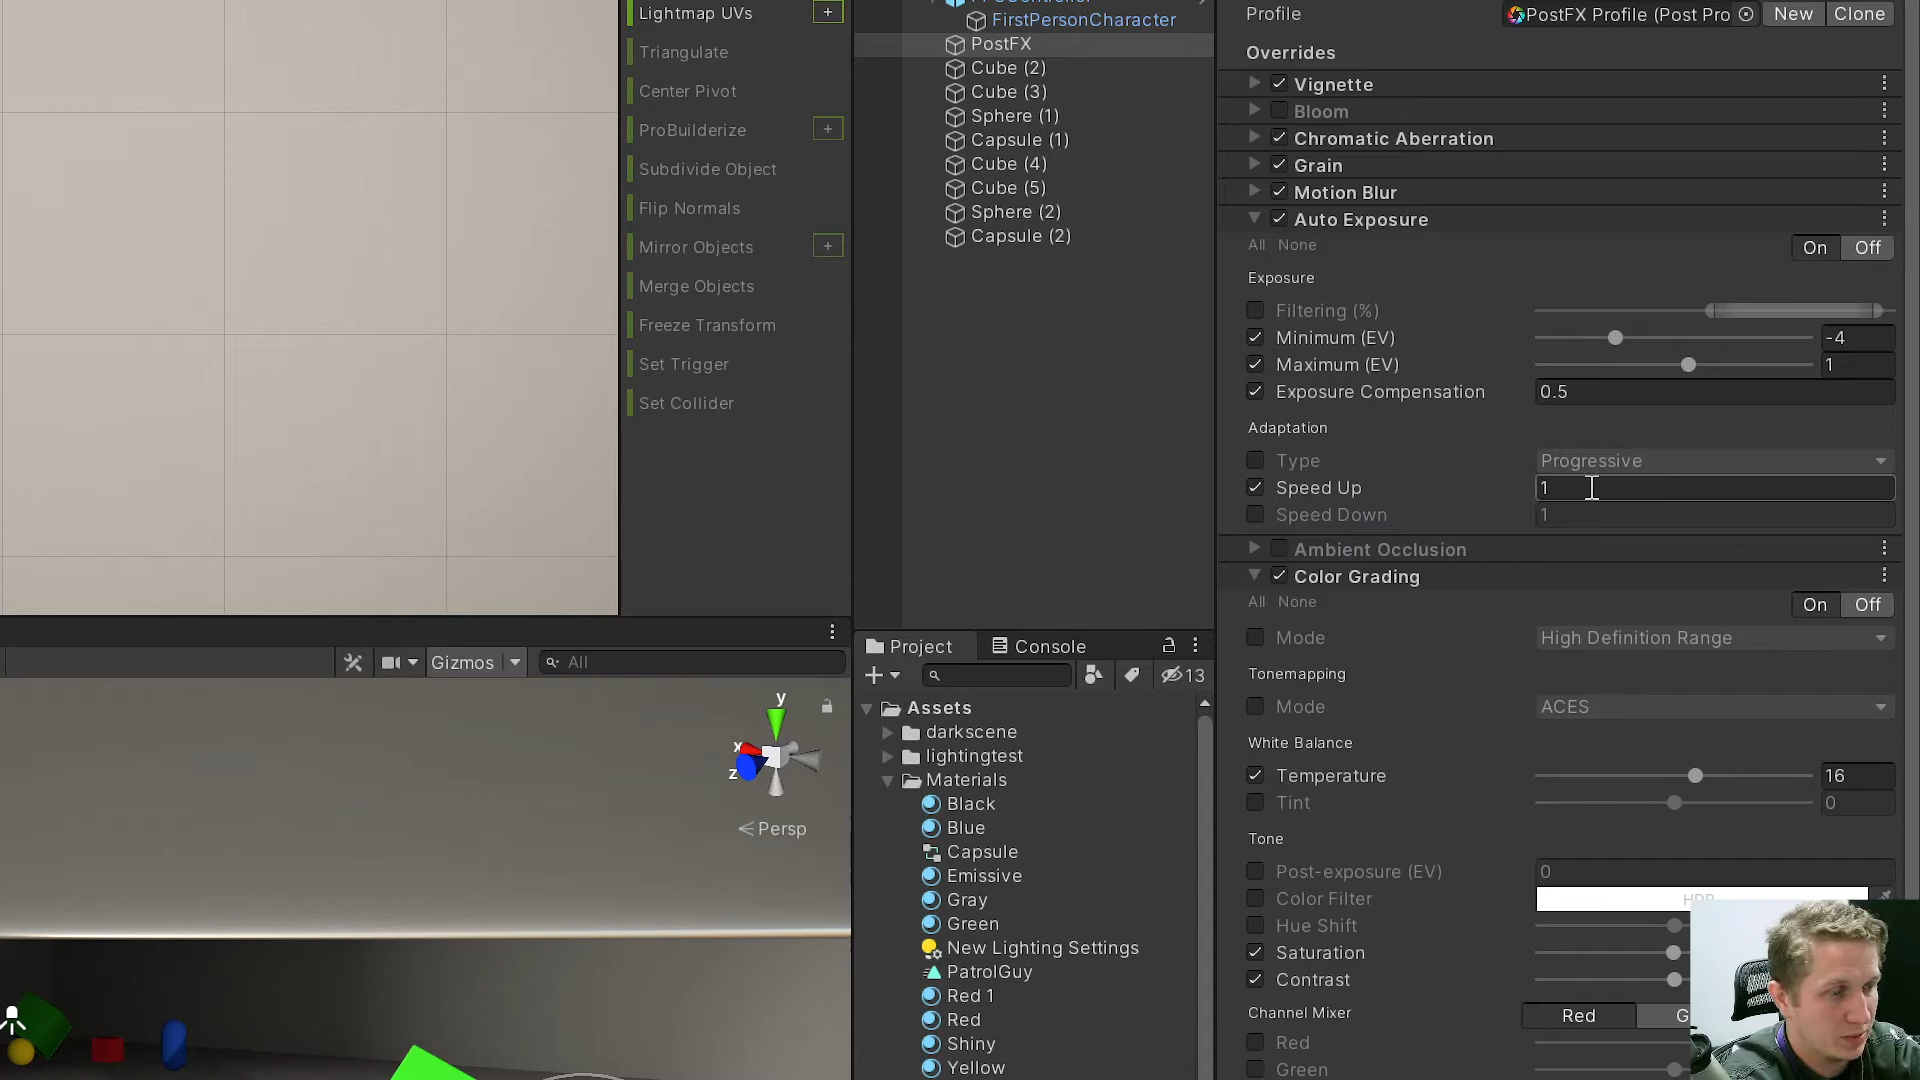 Lightmap UVs
+
Triangulate
Center Pivot
ProBuilderize
+
Subdivide Object
Flip Normals
Mirror Objects
+
Merge Objects
Freeze Transform
Set Trigger
Set Collider
FirstPersonCharacter
PostFX
Cube (2)
Cube (3)
Sphere (1)
Capsule (1)
Cube (4)
Cube (5)
Sphere (2)
Capsule (2)
Profile
PostFX Profile (Post Pro
New
Clone
Overrides
Vignette
Bloom
Chromatic Aberration
Grain
Motion Blur
Auto Exposure
All None
On Off
Exposure
Filtering (%)
Minimum (EV)
-4
Maximum (EV)
1
Exposure Compensation
0.5
Adaptation
Type
Progressive
Speed Up
1
Speed Down
1
Ambient Occlusion
Color Grading
All None
On Off
Mode
High Definition Range
Tonemapping
Mode
ACES
White Balance
Temperature
16
Tint
0
Tone
Post-exposure (EV)
0
Color Filter
HDR
Hue Shift
Saturation
Contrast
Channel Mixer
Red
G
Red
Green
Gizmos
All
y
x
z
Persp
Project
Console
13
Assets
darkscene
lightingtest
Materials
Black
Blue
Capsule
Emissive
Gray
Green
New Lighting Settings
PatrolGuy
Red 1
Red
Shiny
Yellow